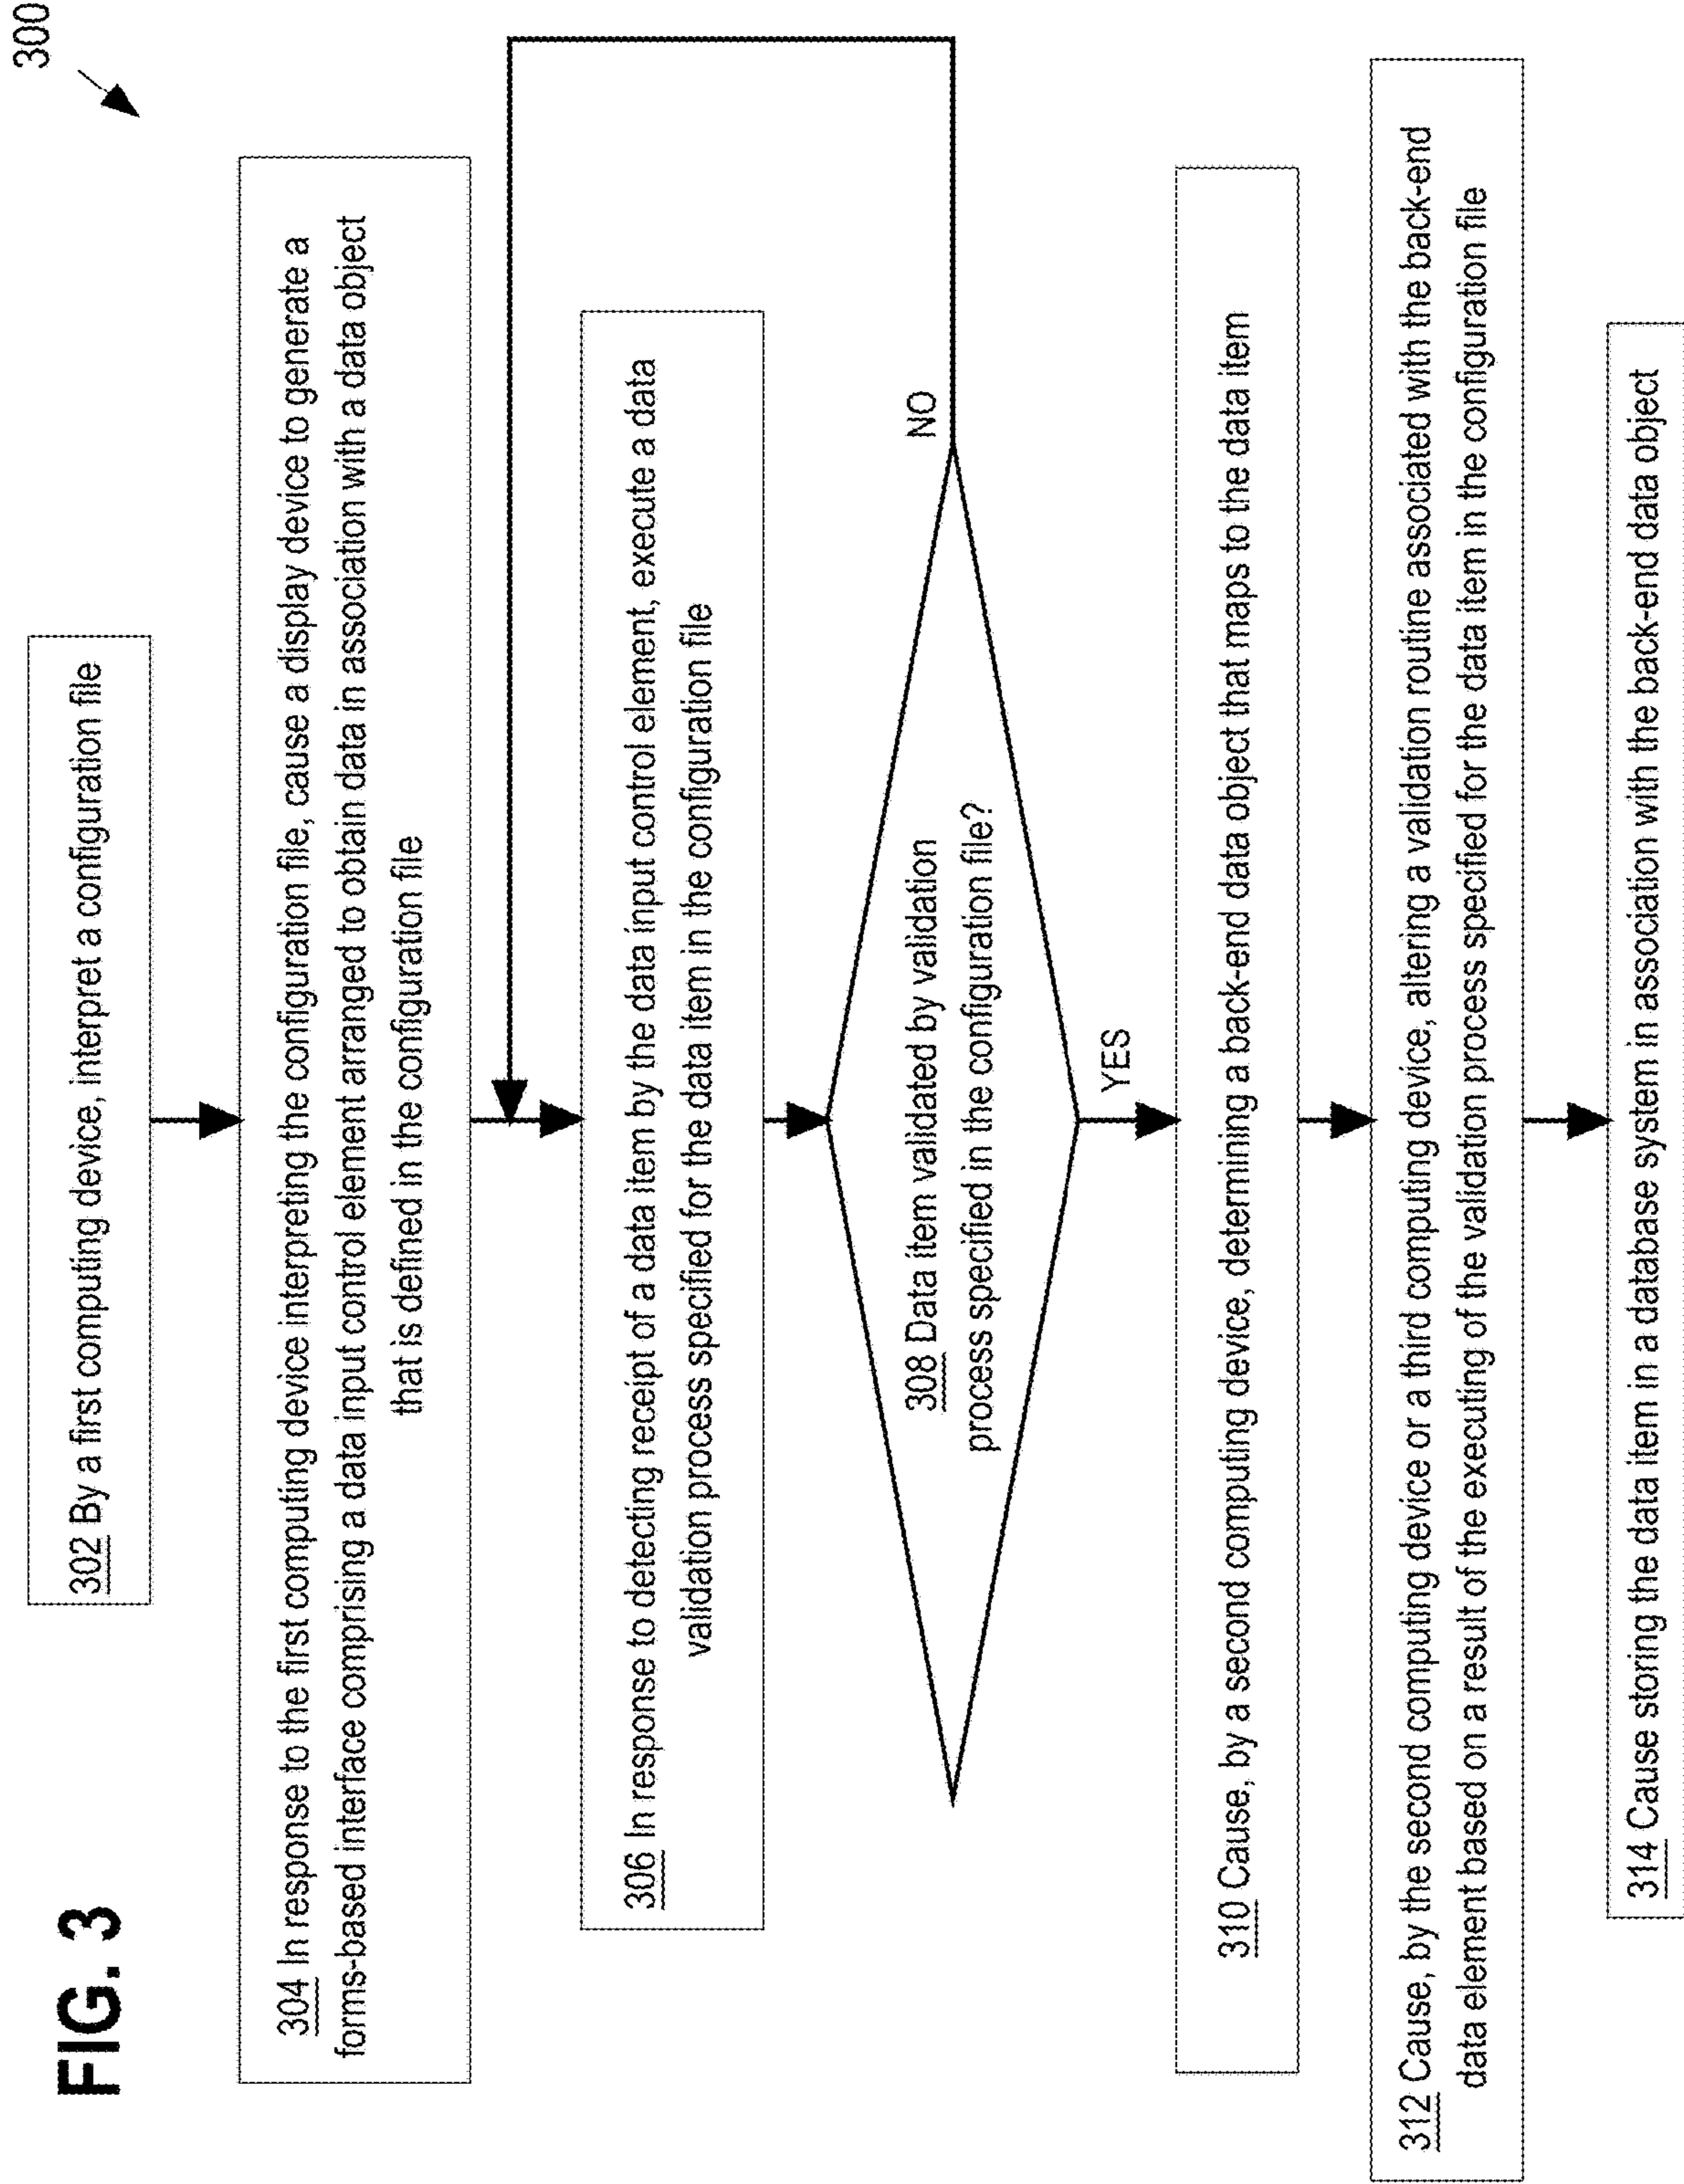 FIG. 3
300
302 By a first computing device, interpret a configuration file
304 In response to the first computing device interpreting the configuration file, cause a display device to generate a
forms-based interface comprising a data input control element arranged to obtain data in association with a data object
that is defined in the configuration file
306 In response to detecting receipt of a data item by the data input control element, execute a data
validation process specified for the data item in the configuration file
308 Data item validated by validation
process specified in the configuration file?
NO
YES
310 Cause, by a second computing device, determining a back-end data object that maps to the data item
312 Cause, by the second computing device or a third computing device, altering a validation routine associated with the back-end
data element based on a result of the executing of the validation process specified for the data item in the configuration file
314 Cause storing the data item in a database system in association with the back-end data object